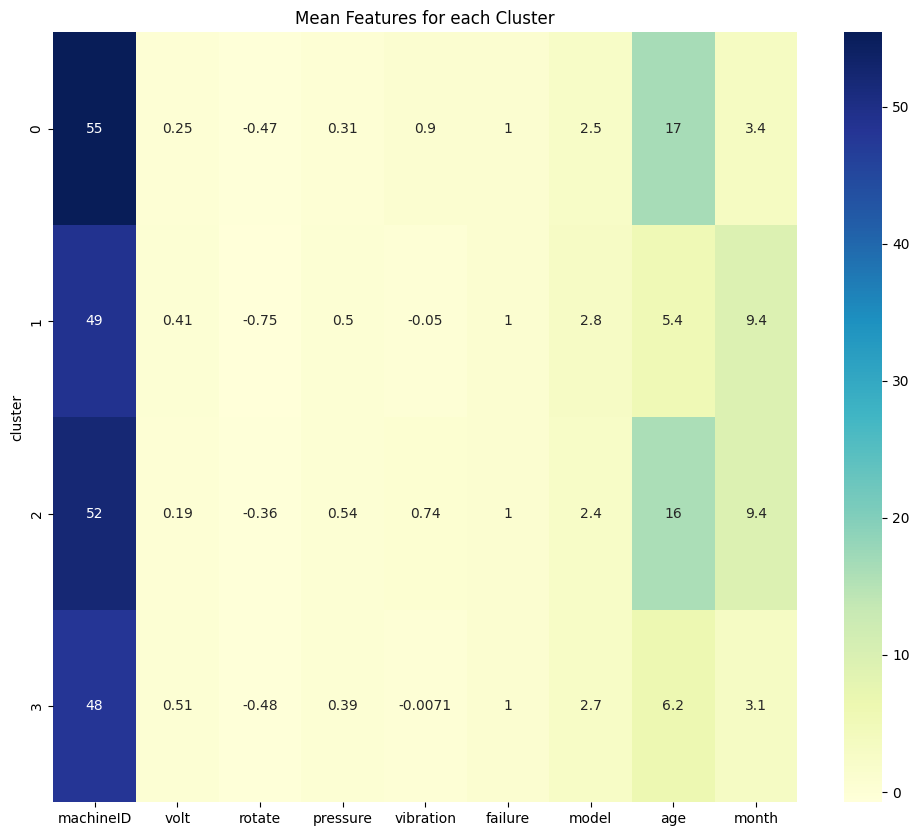 Mean Features for each Cluster
cluster
0
55 0.25 -0.47 0.31 0.9 1 2.5 17 3.4
1
49 0.41 -0.75 0.5 -0.05 1 2.8 5.4 9.4
2
52 0.19 -0.36 0.54 0.74 1 2.4 16 9.4
3
48 0.51 -0.48 0.39 -0.0071 1 2.7 6.2 3.1
machineID volt rotate pressure vibration failure model age month
50
40
30
20
10
0